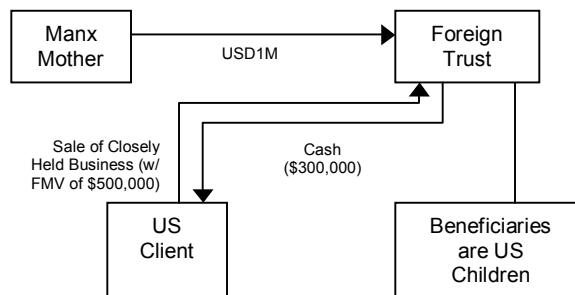 Manx
Mother
USD1M
Foreign
Trust
Sale of Closely
Held Business (w/
FMV of $500,000)
Cash
($300,000)
US
Client
Beneficiaries
are US
Children